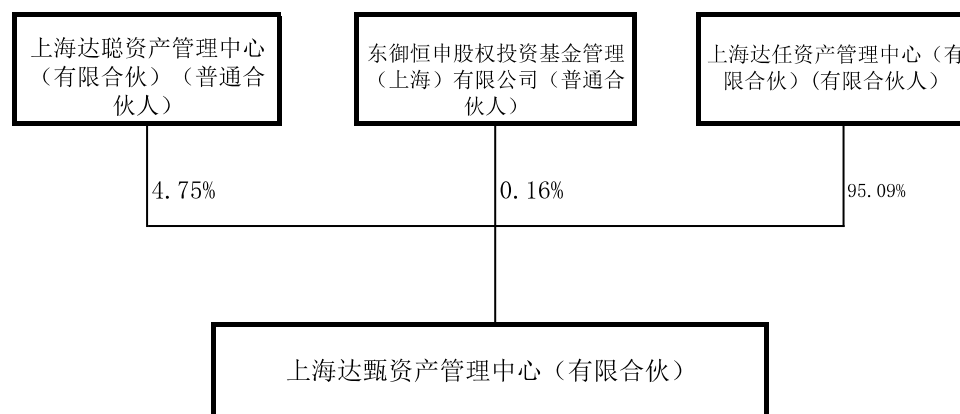 上海达聪资产管理中心
（有限合伙）（普通合
伙人）
东御恒申股权投资基金管理
（上海）有限公司（普通合
伙人）
上海达任资产管理中心（有
限合伙）(有限合伙人）
4.75%
0.16%
95.09%
上海达甄资产管理中心（有限合伙）